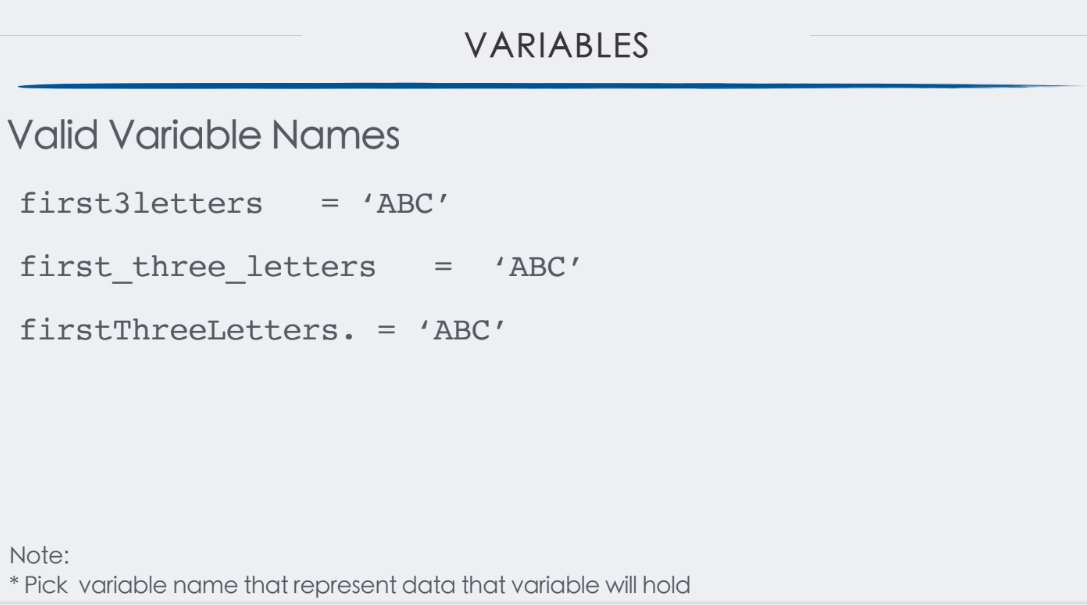 VARIABLES
Valid Variable Names
first3letters = ‘ABC’
first_three_letters = ‘ABC’
firstThreeLetters. = ‘ABC’
Note:
* Pick variable name that represent data that variable will hold